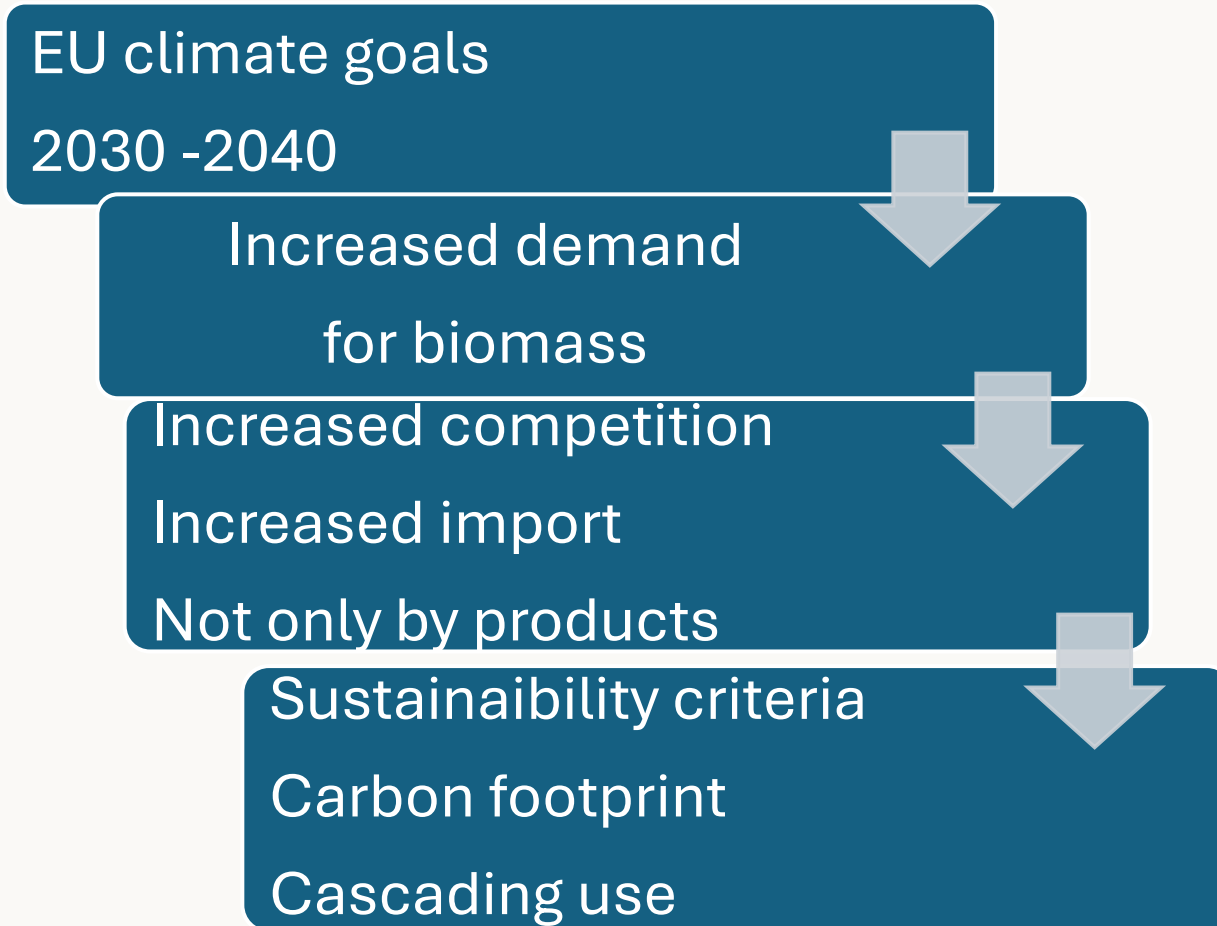 EU climate goals
2030 -2040
Increased demand
for biomass
Increased competition
Increased import
Not only by products
Sustainaibility criteria
Carbon footprint
Cascading use